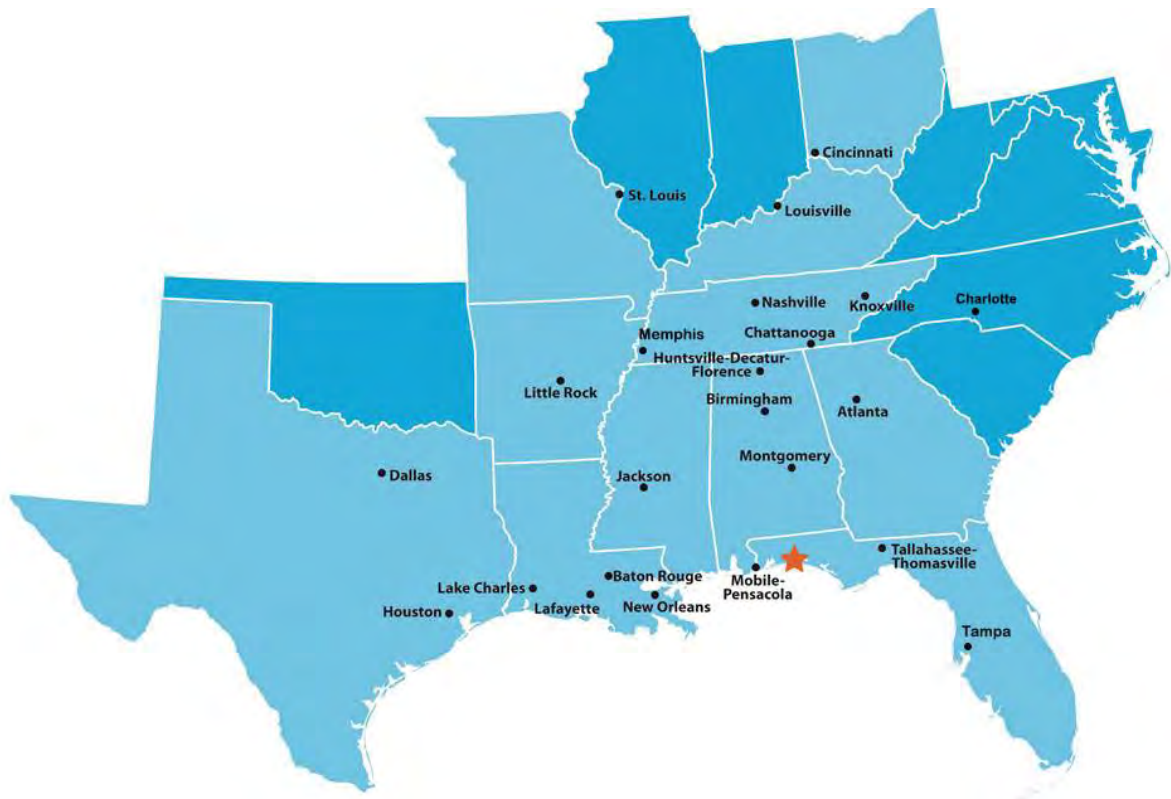 Cincinnati
St. Louis
Louisville
Nashville
Knoxville
Charlotte
Memphis
Chattanooga
Huntsville-Decatur-
Florence
Little Rock
Birmingham
Atlanta
Montgomery
Dallas
Jackson
Tallahassee-
Thomasville
Mobile-
Pensacola
Baton Rouge
Lake Charles
Lafayette
New Orleans
Houston
Tampa